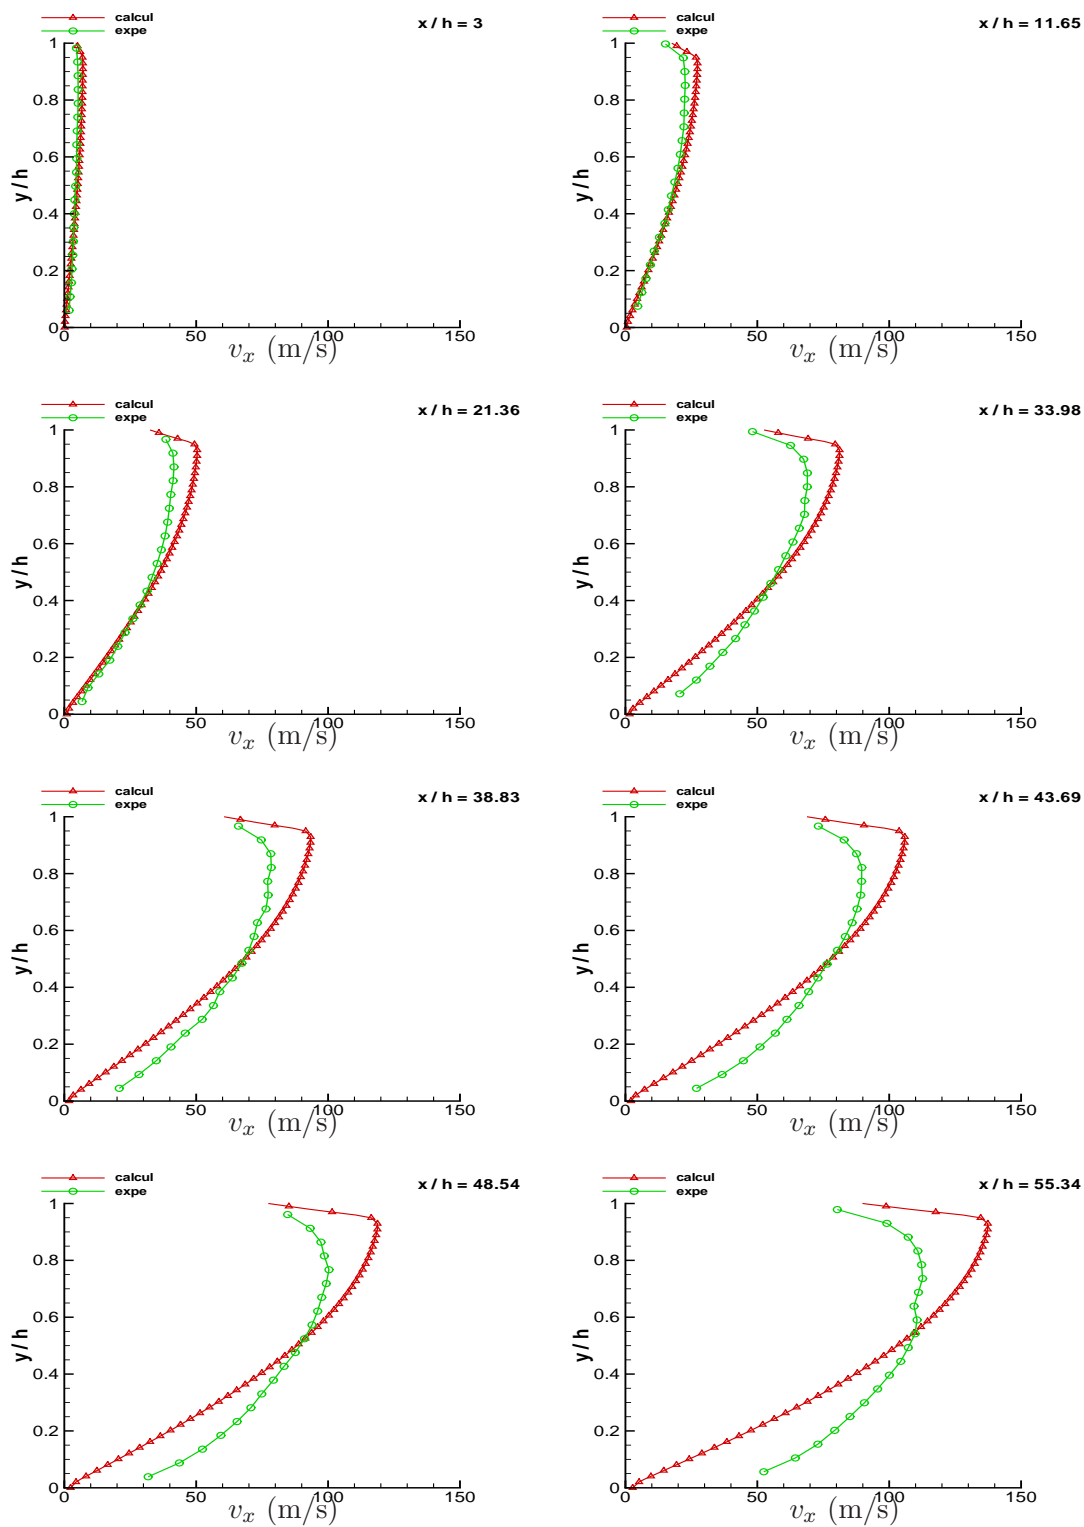 calcul
expe
x / h = 3
1
0.8
0.6
0.4
0.2
0
y / h
0 50 100 150
v_x (m/s)
calcul
expe
x / h = 11.65
1
0.8
0.6
0.4
0.2
0
y / h
0 50 100 150
v_x (m/s)
calcul
expe
x / h = 21.36
1
0.8
0.6
0.4
0.2
0
y / h
0 50 100 150
v_x (m/s)
calcul
expe
x / h = 33.98
1
0.8
0.6
0.4
0.2
0
y / h
0 50 100 150
v_x (m/s)
calcul
expe
x / h = 38.83
1
0.8
0.6
0.4
0.2
0
y / h
0 50 100 150
v_x (m/s)
calcul
expe
x / h = 43.69
1
0.8
0.6
0.4
0.2
0
y / h
0 50 100 150
v_x (m/s)
calcul
expe
x / h = 48.54
1
0.8
0.6
0.4
0.2
0
y / h
0 50 100 150
v_x (m/s)
calcul
expe
x / h = 55.34
1
0.8
0.6
0.4
0.2
0
y / h
0 50 100 150
v_x (m/s)